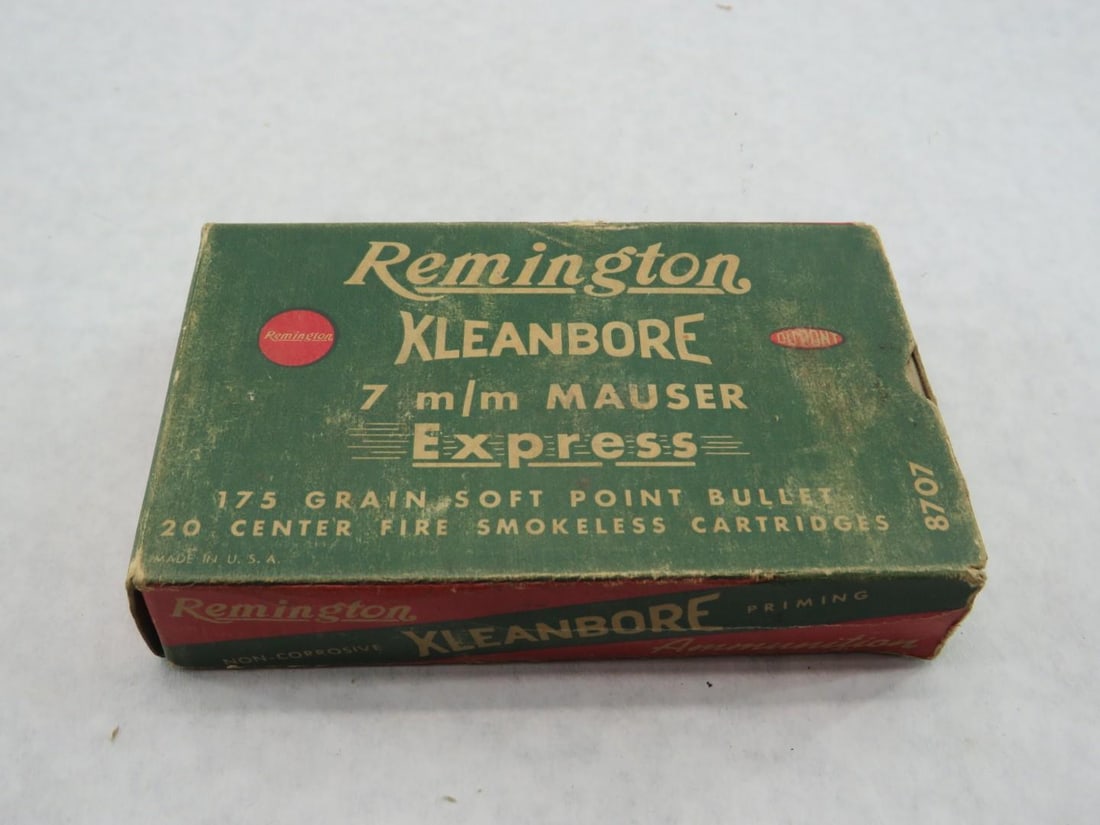 Remington
KLEANBORE
Remington
DUPONT
7 m/m MAUSER
Express
175 GRAIN SOFT POINT BULLET
20 CENTER FIRE SMOKELESS CARTRIDGES
8707
MADE IN U. S. A.
Remington
NON-CORROSIVE KLEANBORE PRIMING
Ammunition